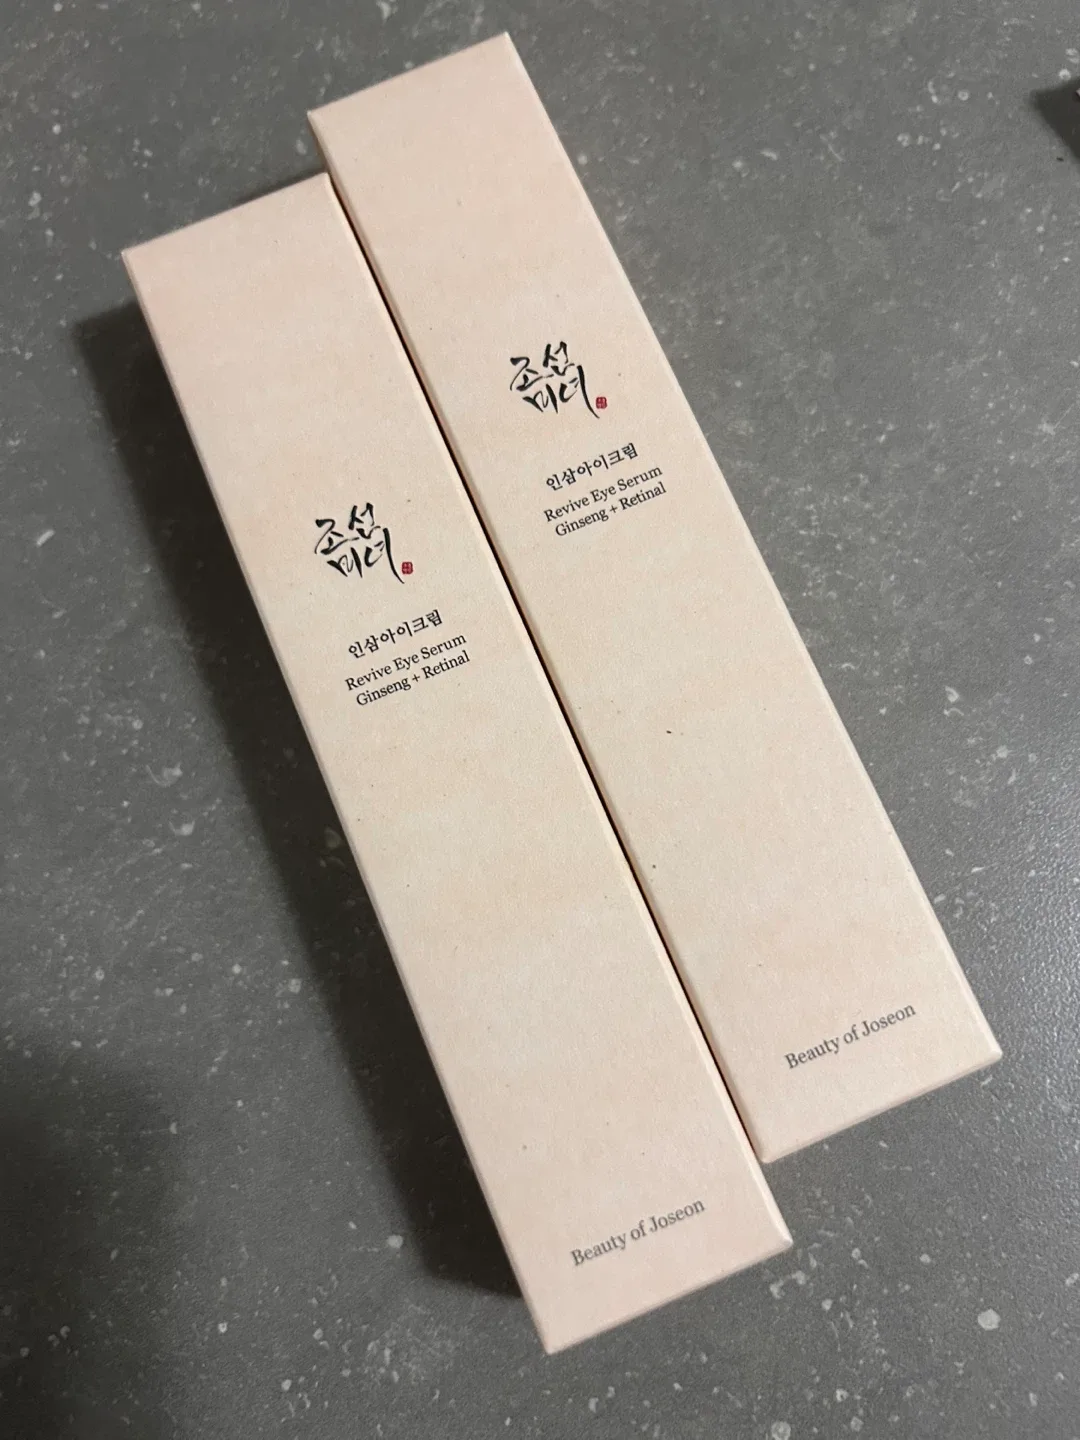 조선
미녀
인삼아이크림
Revive Eye Serum
Ginseng + Retinal
Beauty of Joseon
조선
미녀
인삼아이크림
Revive Eye Serum
Ginseng + Retinal
Beauty of Joseon